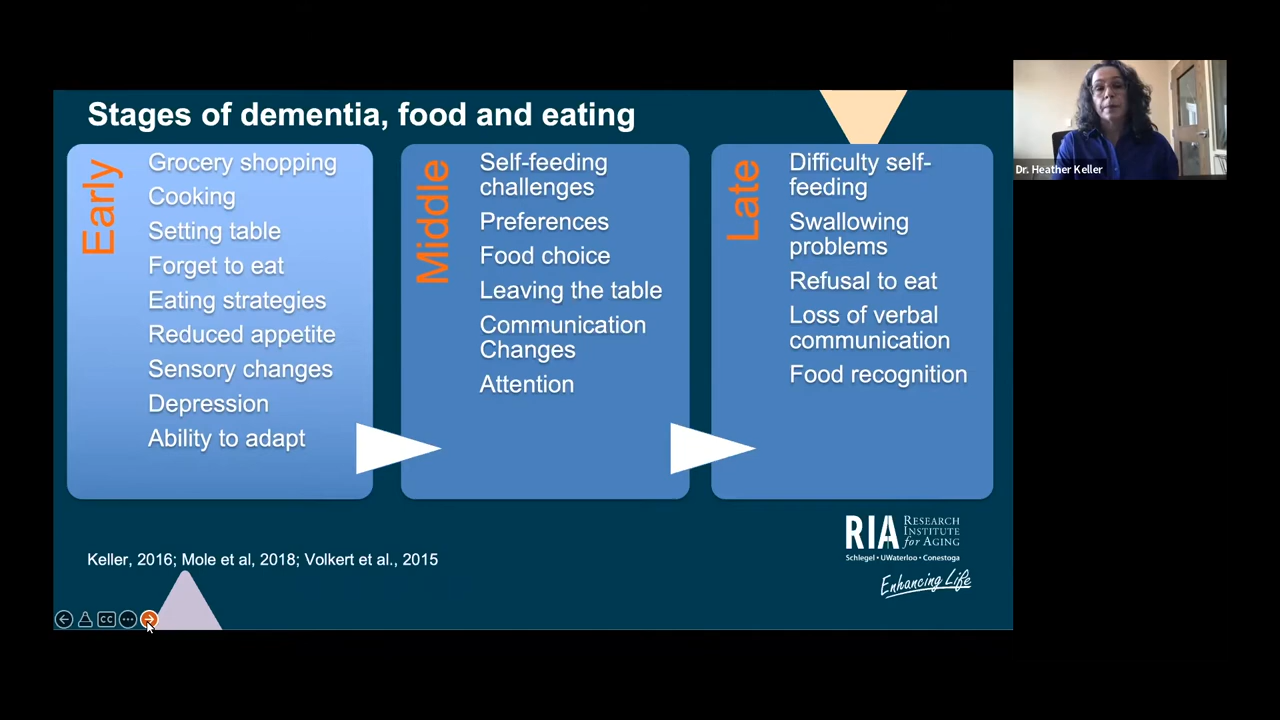 Stages of dementia, food and eating
Early
Grocery shopping
Cooking
Setting table
Forget to eat
Eating strategies
Reduced appetite
Sensory changes
Depression
Ability to adapt
Middle
Self-feeding
challenges
Preferences
Food choice
Leaving the table
Communication
Changes
Attention
Late
Difficulty self-
feeding
Swallowing
problems
Refusal to eat
Loss of verbal
communication
Food recognition
Keller, 2016; Mole et al, 2018; Volkert et al., 2015
RIA RESEARCH
INSTITUTE
for AGING
Schlegel • UWaterloo • Conestoga
Enhancing Life
CC
Dr. Heather Keller